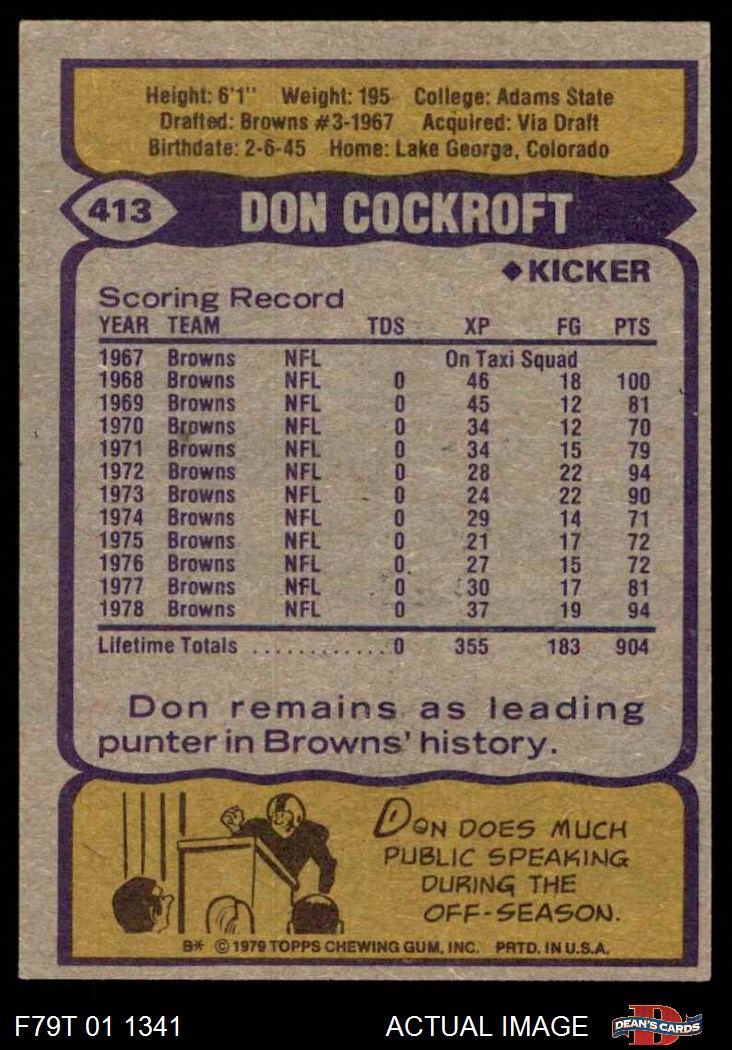 Height: 6'1" Weight: 195 College: Adams State
Drafted: Browns #3-1967 Acquired: Via Draft
Birthdate: 2-6-45 Home: Lake George, Colorado
413 DON COCKROFT
◆KICKER
Scoring Record
YEAR TEAM TDS XP FG PTS
1967 Browns NFL On Taxi Squad
1968 Browns NFL 0 46 18 100
1969 Browns NFL 0 45 12 81
1970 Browns NFL 0 34 12 70
1971 Browns NFL 0 34 15 79
1972 Browns NFL 0 28 22 94
1973 Browns NFL 0 24 22 90
1974 Browns NFL 0 29 14 71
1975 Browns NFL 0 21 17 72
1976 Browns NFL 0 27 15 72
1977 Browns NFL 0 30 17 81
1978 Browns NFL 0 37 19 94
Lifetime Totals ............0 355 183 904
Don remains as leading
punter in Browns' history.
DON DOES MUCH
PUBLIC SPEAKING
DURING THE
OFF-SEASON.
B* © 1979 TOPPS CHEWING GUM, INC. PRTD. IN U.S.A.
F79T 01 1341 ACTUAL IMAGE D DEAN'S CARDS